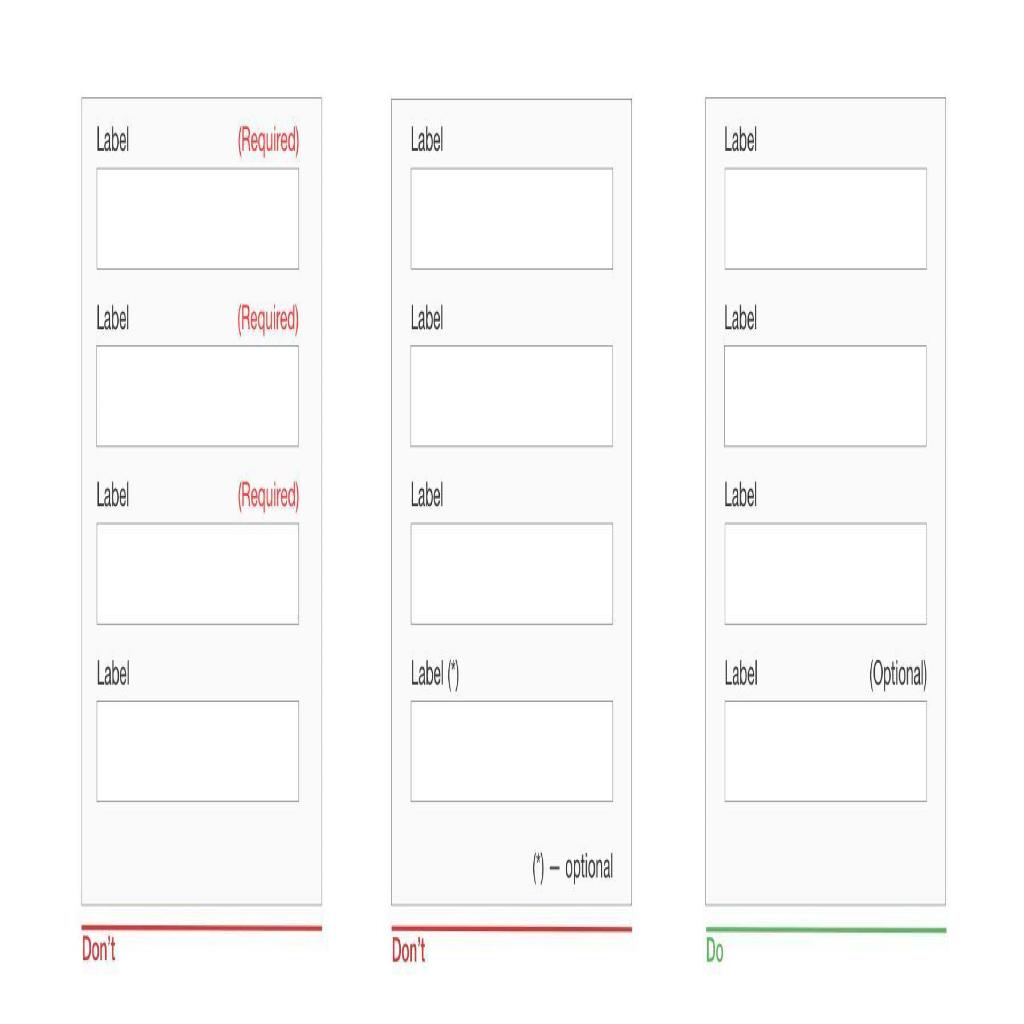 Label (Required)
Label (Required)
Label (Required)
Label
Don't
Label
Label
Label
Label (*)
(*) – optional
Don't
Label
Label
Label
Label (Optional)
Do